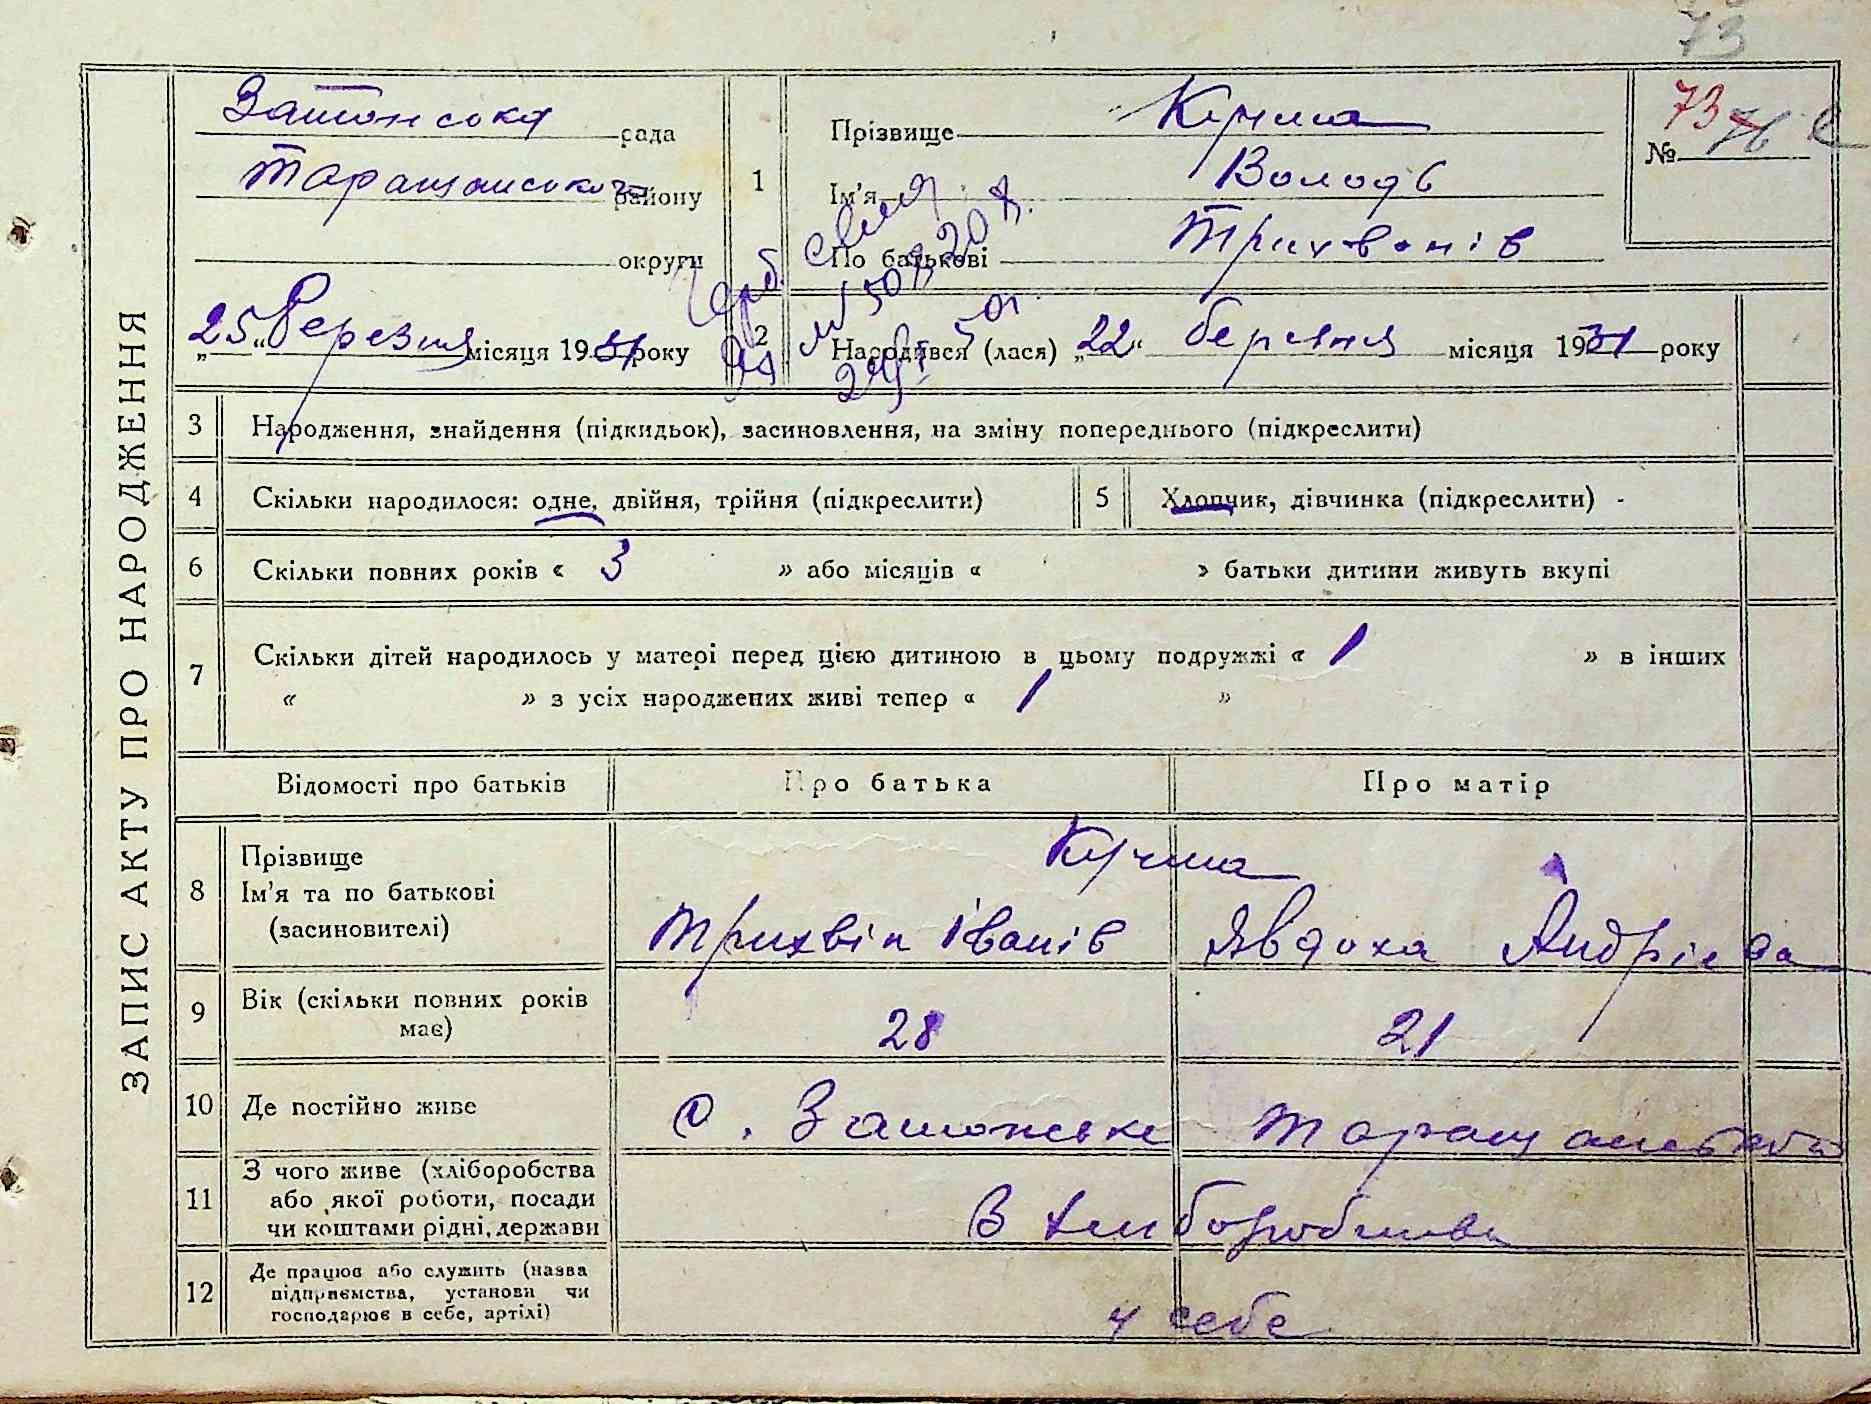 73
ЗАПИС АКТУ ПРО НАРОДЖЕННЯ
Затонська рада
Таращанського району
округи
№ 73 76
1 Прізвище Кучма
Ім'я Володь
По батькові Трихванів
„25“ Березня місяця 1931 року
2 Народився (лася) „22“ березня місяця 1931 року
3 Народження, знайдення (підкидьок), засиновлення, на зміну попереднього (підкреслити)
4 Скільки народилося: одне, двійня, трійня (підкреслити)
5 Хлопчик, дівчинка (підкреслити)
6 Скільки повних років « 3 » або місяців « » батьки дитини живуть вкупі
7 Скільки дітей народилось у матері перед цією дитиною в цьому подружжі « 1 » в інших
« » з усіх народжених живі тепер « 1 »
Відомості про батьків Про батька Про матір
8 Прізвище
Ім'я та по батькові
(засиновителі)
Кучма
Трихвін Іванів Явдоха Андрієва
9 Вік (скільки повних років
має)
28 21
10 Де постійно живе с. Затонське
11 З чого живе (хліборобства
або якої роботи, посади
чи коштами рідні, держави
З хліборобства
12 Де працює або служить (назва
підприємства, установи чи
господарює в себе, артілі)
у себе